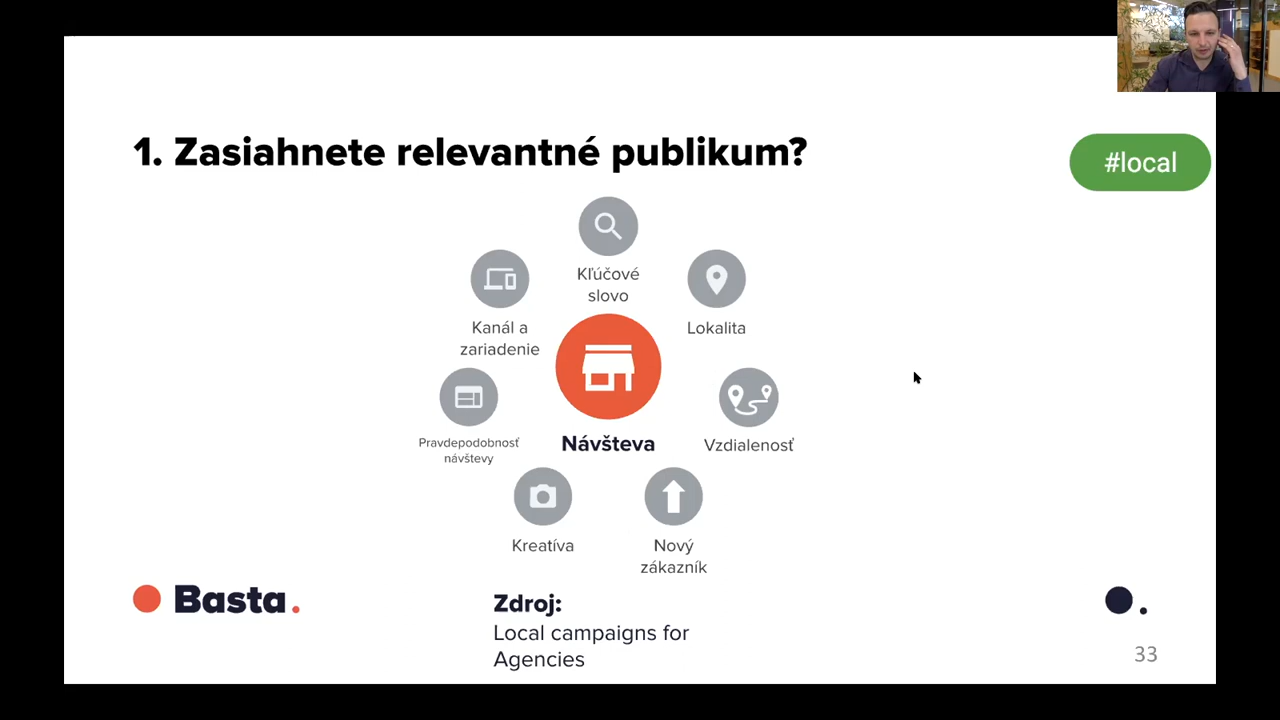 1. Zasiahnete relevantné publikum?
#local
Kľúčové
slovo
Kanál a
zariadenie
Lokalita
Pravdepodobnosť
návštevy
Návšteva
Vzdialenosť
Kreatíva
Nový
zákazník
Basta.
Zdroj:
Local campaigns for
Agencies
33